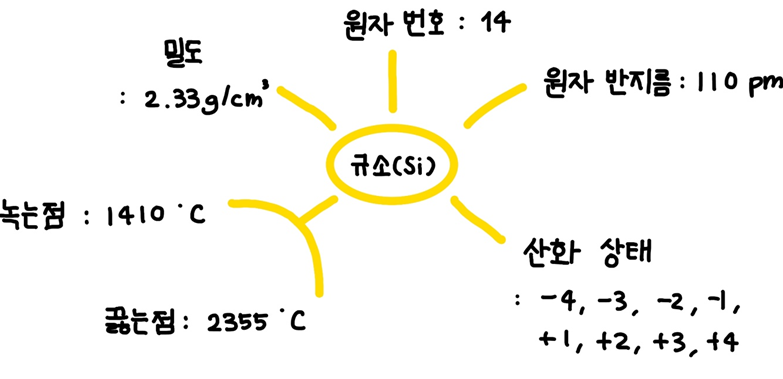 원자 번호 : 14
밀도
: 2.33g/cm³
원자 반지름 : 110 pm
규소(Si)
녹는점 : 1410 °C
끓는점 : 2355 °C
산화 상태
: -4, -3, -2, -1,
+1, +2, +3, +4